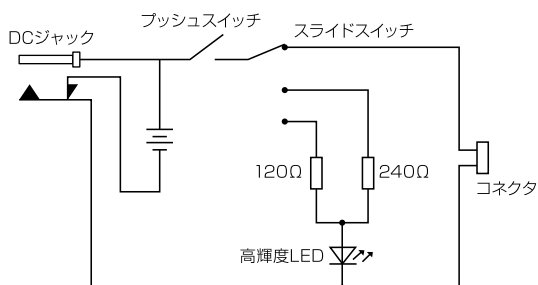 プッシュスイッチ
DCジャック
スライドスイッチ
120Ω
240Ω
コネクタ
高輝度LED